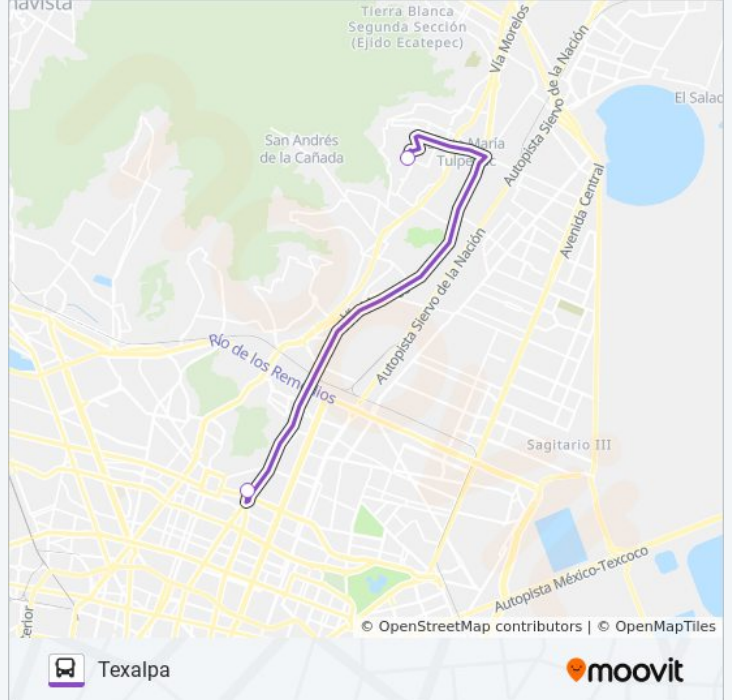 Tierra Blanca
Segunda Sección
(Ejido Ecatepec)
Vía Morelos
Autopista Siervo de la Nación
El Salac
San Andrés
de la Cañada
María
Avenida Central
Autopista Siervo de la Nación
Río de los Remedios
Sagitario III
Autopista México-Texcoco
© OpenStreetMap contributors | © OpenMapTiles
Texalpa
moovit